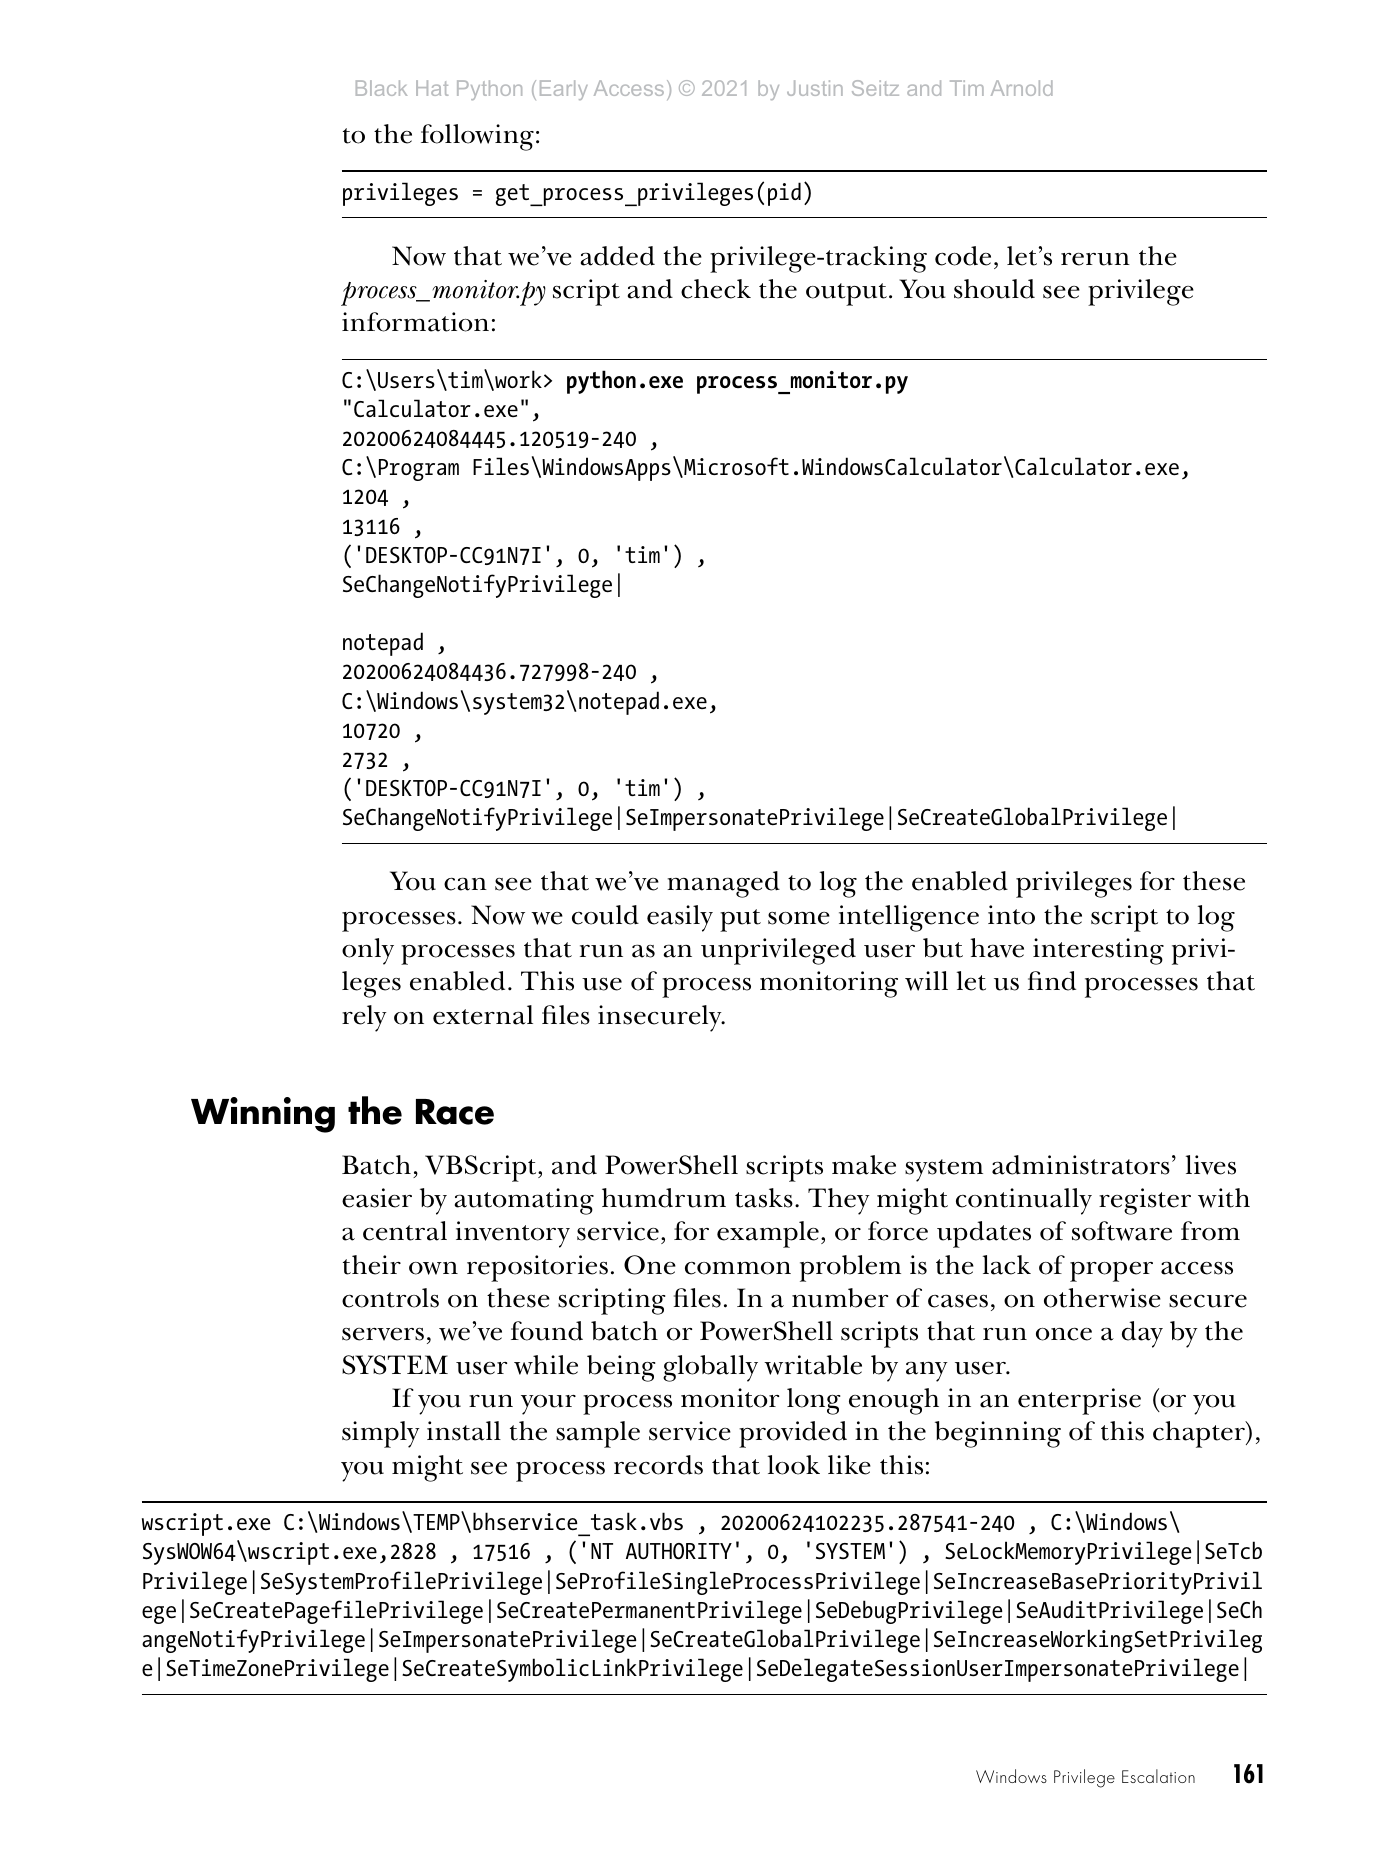 Black Hat Python (Early Access) © 2021 by Justin Seitz and Tim Arnold
to the following:
privileges = get_process_privileges(pid)
Now that we’ve added the privilege-tracking code, let’s rerun the
process_monitor.py script and check the output. You should see privilege
information:
C:\Users\tim\work> python.exe process_monitor.py
"Calculator.exe",
20200624084445.120519-240 ,
C:\Program Files\WindowsApps\Microsoft.WindowsCalculator\Calculator.exe,
1204 ,
13116 ,
('DESKTOP-CC91N7I', 0, 'tim') ,
SeChangeNotifyPrivilege|
notepad ,
20200624084436.727998-240 ,
C:\Windows\system32\notepad.exe,
10720 ,
2732 ,
('DESKTOP-CC91N7I', 0, 'tim') ,
SeChangeNotifyPrivilege|SeImpersonatePrivilege|SeCreateGlobalPrivilege|
You can see that we’ve managed to log the enabled privileges for these
processes. Now we could easily put some intelligence into the script to log
only processes that run as an unprivileged user but have interesting privi-
leges enabled. This use of process monitoring will let us find processes that
rely on external files insecurely.
Winning the Race
Batch, VBScript, and PowerShell scripts make system administrators’ lives
easier by automating humdrum tasks. They might continually register with
a central inventory service, for example, or force updates of software from
their own repositories. One common problem is the lack of proper access
controls on these scripting files. In a number of cases, on otherwise secure
servers, we’ve found batch or PowerShell scripts that run once a day by the
SYSTEM user while being globally writable by any user.
If you run your process monitor long enough in an enterprise (or you
simply install the sample service provided in the beginning of this chapter),
you might see process records that look like this:
wscript.exe C:\Windows\TEMP\bhservice_task.vbs , 20200624102235.287541-240 , C:\Windows\
SysWOW64\wscript.exe,2828 , 17516 , ('NT AUTHORITY', 0, 'SYSTEM') , SeLockMemoryPrivilege|SeTcb
Privilege|SeSystemProfilePrivilege|SeProfileSingleProcessPrivilege|SeIncreaseBasePriorityPrivil
ege|SeCreatePagefilePrivilege|SeCreatePermanentPrivilege|SeDebugPrivilege|SeAuditPrivilege|SeCh
angeNotifyPrivilege|SeImpersonatePrivilege|SeCreateGlobalPrivilege|SeIncreaseWorkingSetPrivileg
e|SeTimeZonePrivilege|SeCreateSymbolicLinkPrivilege|SeDelegateSessionUserImpersonatePrivilege|
Windows Privilege Escalation 161